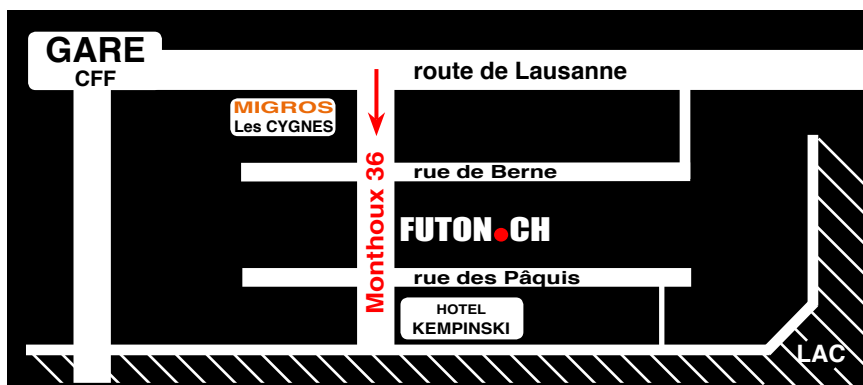 GARE
CFF
route de Lausanne
MIGROS
Les CYGNES
Monthoux 36
rue de Berne
FUTON.CH
rue des Pâquis
HOTEL
KEMPINSKI
LAC